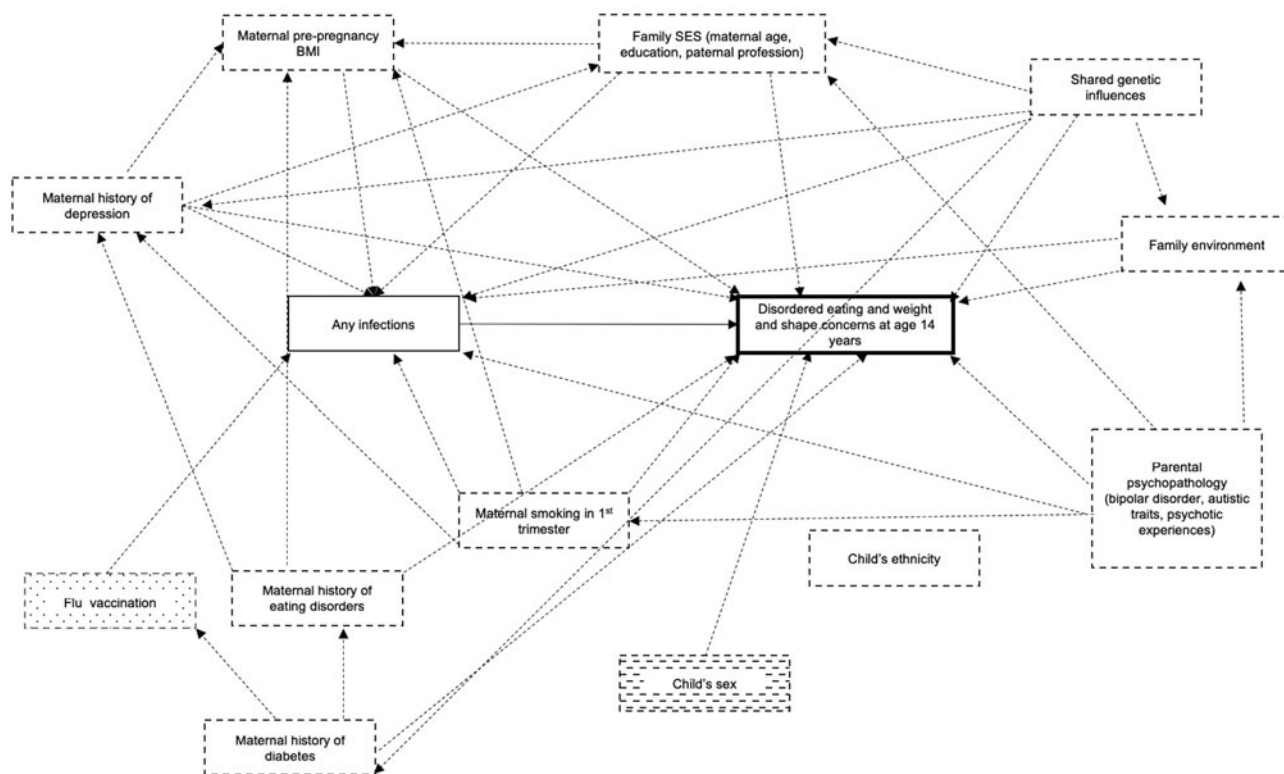 Maternal pre-pregnancy
BMI
Family SES (maternal age,
education, paternal profession)
Shared genetic
influences
Maternal history of
depression
Family environment
Any infections
Disordered eating and weight
and shape concerns at age 14
years
Parental
psychopathology
(bipolar disorder, autistic
traits, psychotic
experiences)
Maternal smoking in 1st
trimester
Child's ethnicity
Flu vaccination
Maternal history of
eating disorders
Child's sex
Maternal history of
diabetes